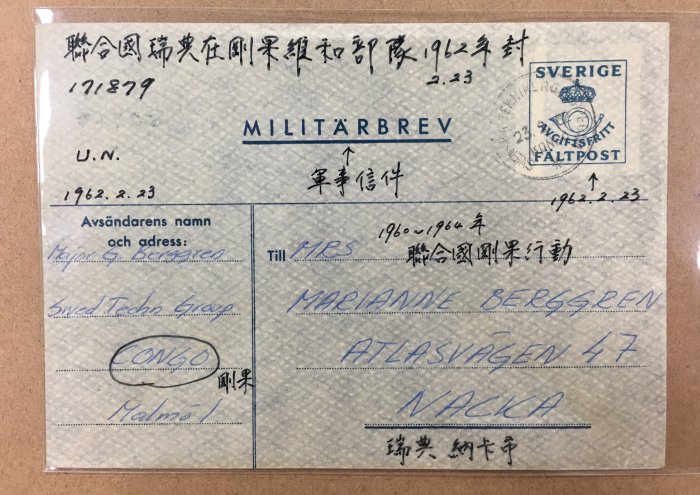 聯合國瑞典在剛果維和部隊1962年封
171879
2.23
SVERIGE
AVGIFTSFRITT
FÄLTPOST
MILITÄRBREV
↑
軍事信件
U.N.
1962.2.23
↑
1962.2.23
Avsändarens namn
och adress:
Major G Berggren
Swed Techn Group
CONGO
剛果
Malmö 1
1960~1964年
聯合國剛果行動
Till MRS
MARIANNE BERGGREN
ATLASVÄGEN 47
NACKA
瑞典 納卡市